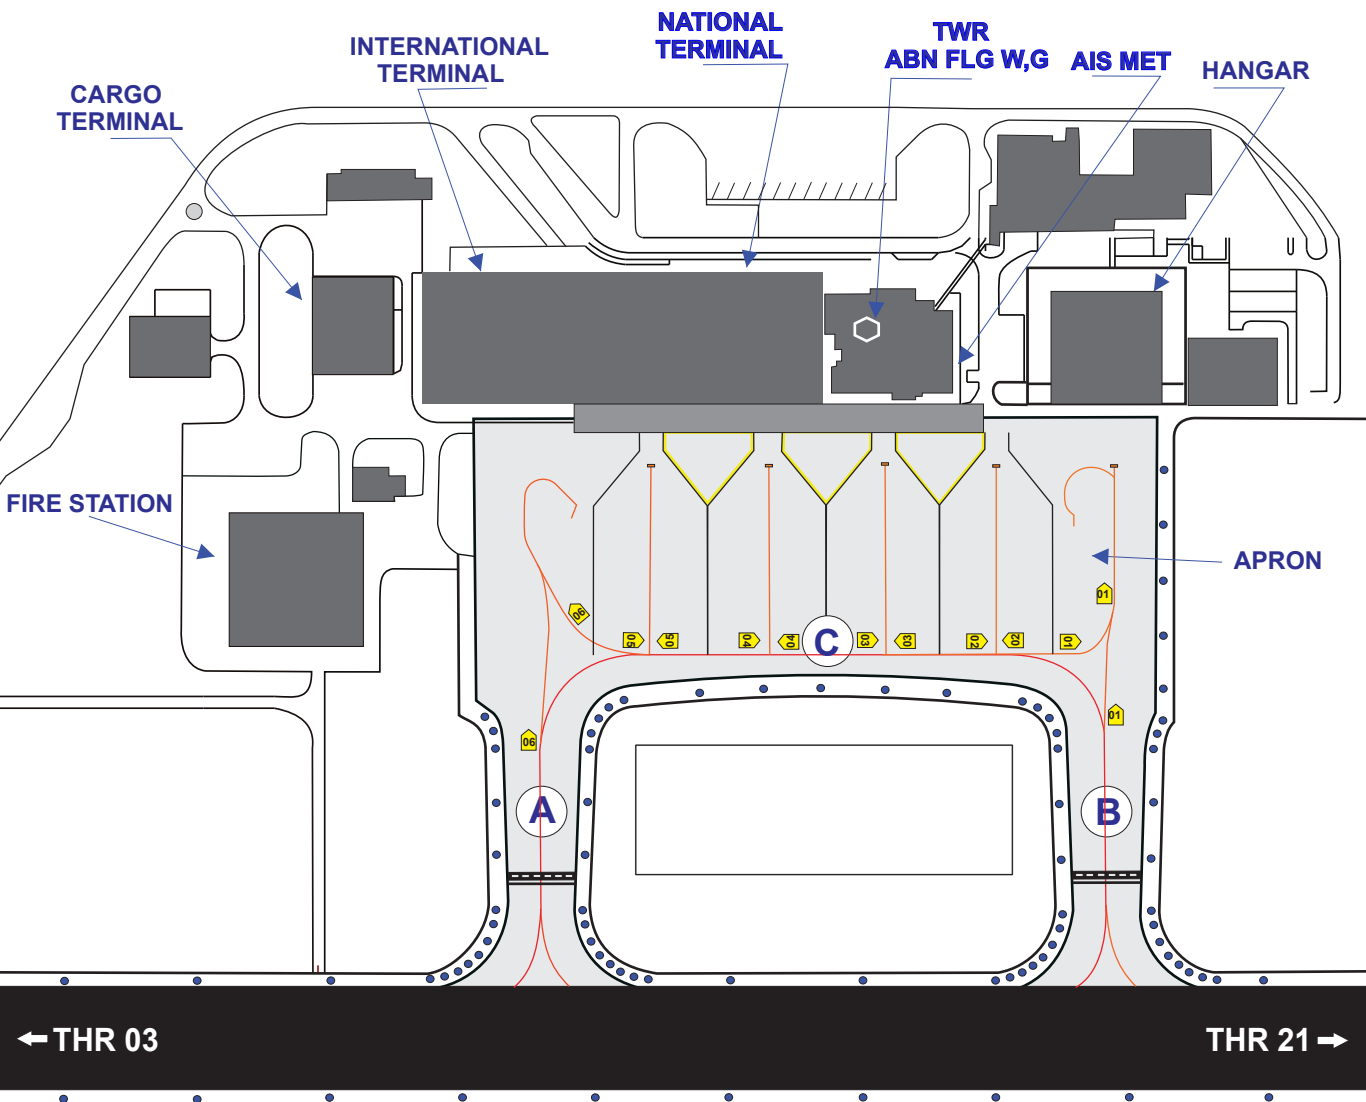 NATIONAL
TERMINAL
TWR
ABN FLG W,G
INTERNATIONAL
TERMINAL
AIS MET
HANGAR
CARGO
TERMINAL
FIRE STATION
APRON
01
06
05
05
04
04
C
03
03
02
02
01
01
06
A
B
THR 03
THR 21